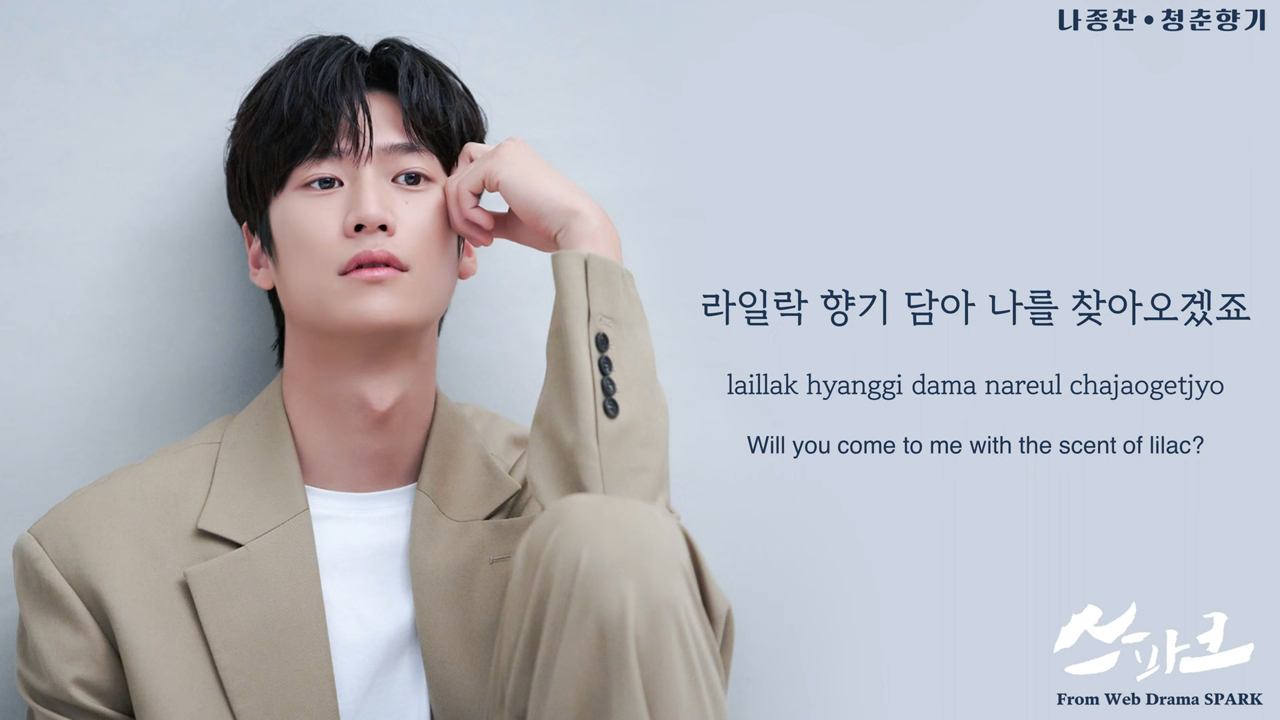 나종찬•청춘향기
라일락 향기 담아 나를 찾아오겠죠
laillak hyanggi dama nareul chajaogetjyo
Will you come to me with the scent of lilac?
스파크
From Web Drama SPARK